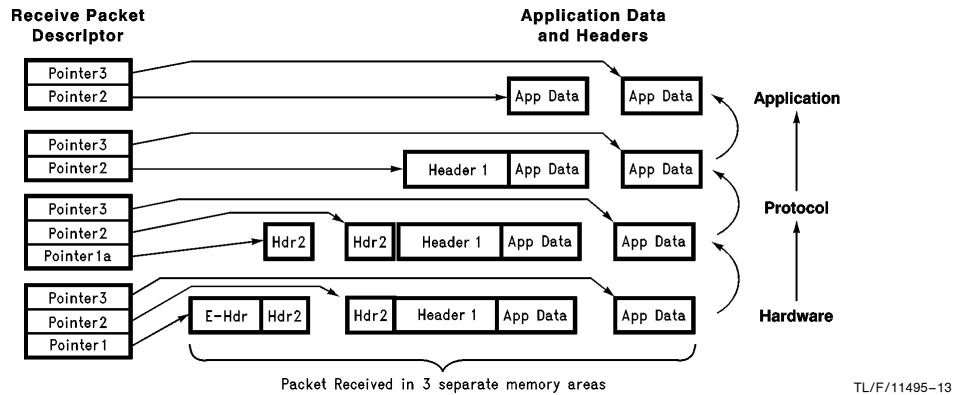 Receive Packet
Descriptor
Application Data
and Headers
Pointer3
Pointer2
App Data
App Data
Application
Pointer3
Pointer2
Header 1
App Data
App Data
Protocol
Pointer3
Pointer2
Pointer1a
Hdr2
Hdr2
Header 1
App Data
App Data
Pointer3
Pointer2
Pointer1
E-Hdr
Hdr2
Hdr2
Header 1
App Data
App Data
Hardware
Packet Received in 3 separate memory areas
TL/F/11495-13